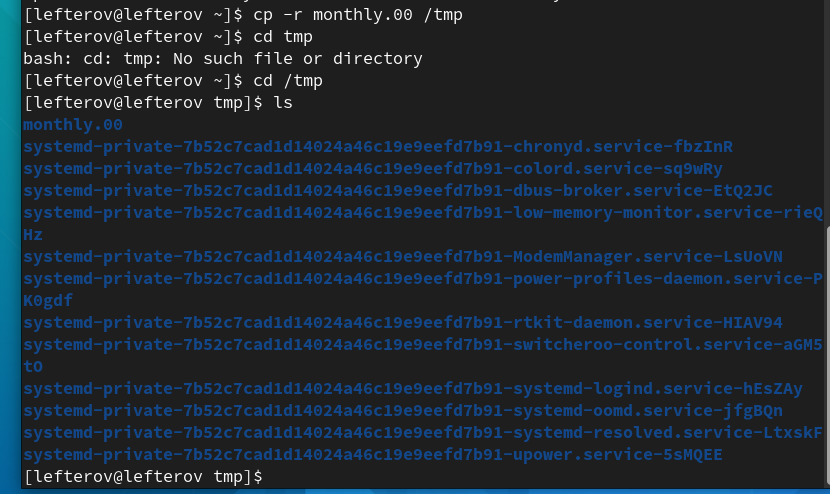 [lefterov@lefterov ~]$ cp -r monthly.00 /tmp
[lefterov@lefterov ~]$ cd tmp
bash: cd: tmp: No such file or directory
[lefterov@lefterov ~]$ cd /tmp
[lefterov@lefterov tmp]$ ls
monthly.00
systemd-private-7b52c7cad1d14024a46c19e9eefd7b91-chronyd.service-fbzInR
systemd-private-7b52c7cad1d14024a46c19e9eefd7b91-colord.service-sq9wRy
systemd-private-7b52c7cad1d14024a46c19e9eefd7b91-dbus-broker.service-EtQ2JC
systemd-private-7b52c7cad1d14024a46c19e9eefd7b91-low-memory-monitor.service-rieQ
Hz
systemd-private-7b52c7cad1d14024a46c19e9eefd7b91-ModemManager.service-LsUoVN
systemd-private-7b52c7cad1d14024a46c19e9eefd7b91-power-profiles-daemon.service-P
K0gdf
systemd-private-7b52c7cad1d14024a46c19e9eefd7b91-rtkit-daemon.service-HIAV94
systemd-private-7b52c7cad1d14024a46c19e9eefd7b91-switcheroo-control.service-aGM5
tO
systemd-private-7b52c7cad1d14024a46c19e9eefd7b91-systemd-logind.service-hEsZAy
systemd-private-7b52c7cad1d14024a46c19e9eefd7b91-systemd-oomd.service-jfgBQn
systemd-private-7b52c7cad1d14024a46c19e9eefd7b91-systemd-resolved.service-LtxskF
systemd-private-7b52c7cad1d14024a46c19e9eefd7b91-upower.service-5sMQEE
[lefterov@lefterov tmp]$